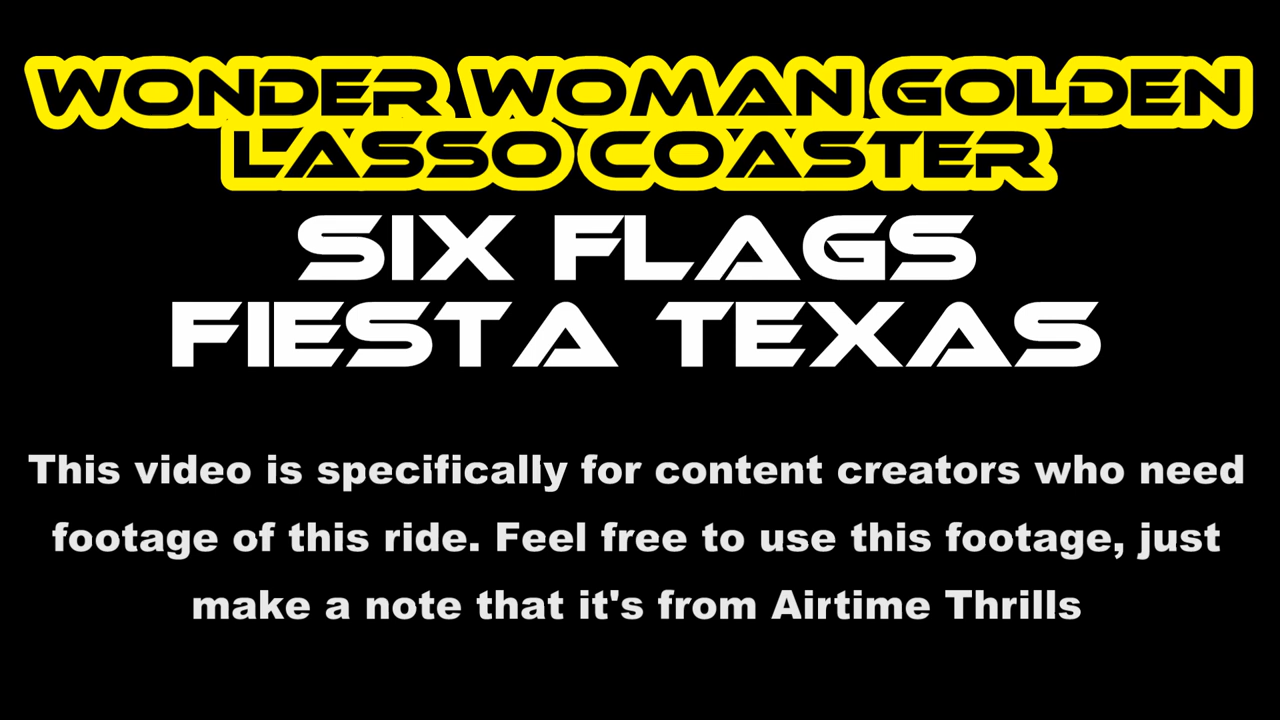 WONDER WOMAN GOLDEN
LASSO COASTER
SIX FLAGS
FIESTA TEXAS
This video is specifically for content creators who need
footage of this ride. Feel free to use this footage, just
make a note that it's from Airtime Thrills